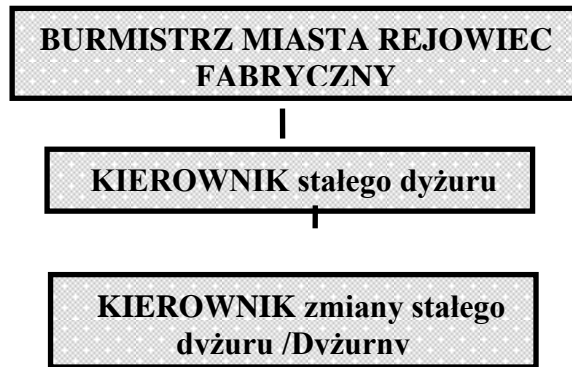 BURMISTRZ MIASTA REJOWIEC
FABRYCZNY
KIEROWNIK stałego dyżuru
KIEROWNIK zmiany stałego
dyżuru /Dyżurny